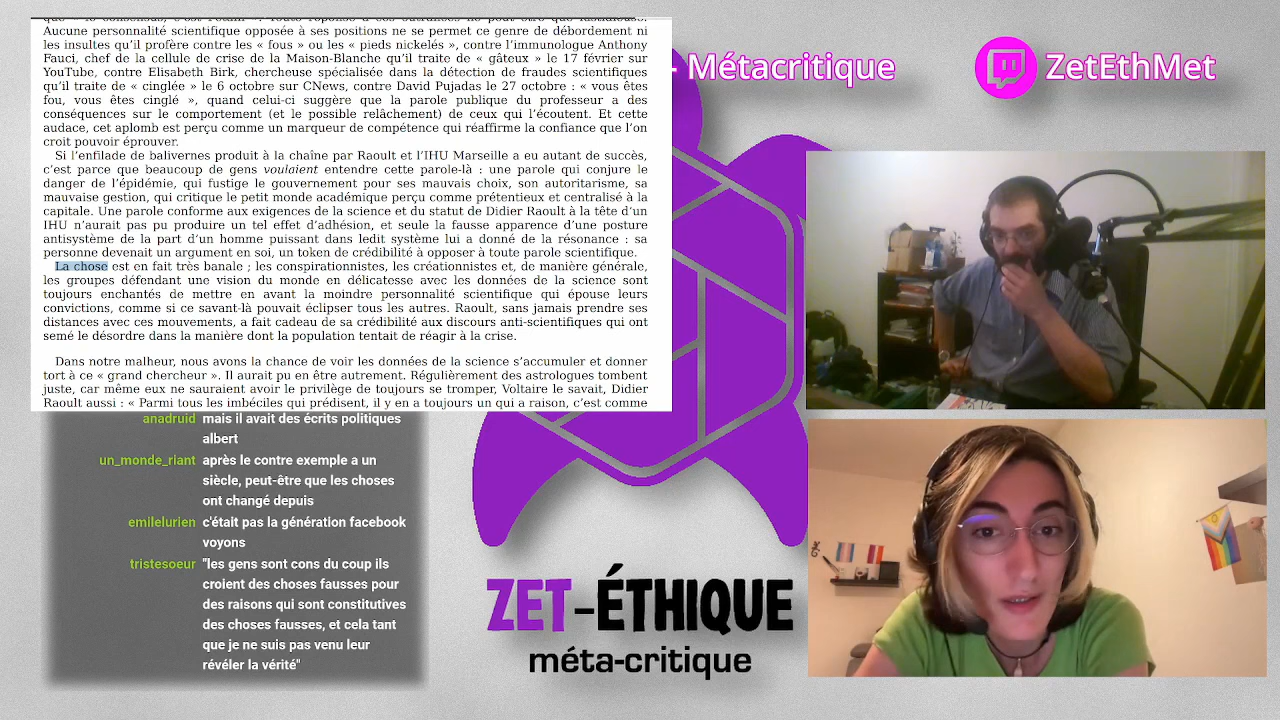 que « le consensus, c'est Pétain ». Toute réponse à ces outrances ne peut être que fastidieuse.
Aucune personnalité scientifique opposée à ses positions ne se permet ce genre de débordement ni
les insultes qu'il profère contre les « fous » ou les « pieds nickelés », contre l'immunologue Anthony
Fauci, chef de la cellule de crise de la Maison-Blanche qu'il traite de « gâteux » le 17 février sur
YouTube, contre Elisabeth Birk, chercheuse spécialisée dans la détection de fraudes scientifiques
qu'il traite de « cinglée » le 6 octobre sur CNews, contre David Pujadas le 27 octobre : « vous êtes
fou, vous êtes cinglé », quand celui-ci suggère que la parole publique du professeur a des
conséquences sur le comportement (et le possible relâchement) de ceux qui l'écoutent. Et cette
audace, cet aplomb est perçu comme un marqueur de compétence qui réaffirme la confiance que l'on
croit pouvoir éprouver.
Si l'enfilade de balivernes produit à la chaîne par Raoult et l'IHU Marseille a eu autant de succès,
c'est parce que beaucoup de gens voulaient entendre cette parole-là : une parole qui conjure le
danger de l'épidémie, qui fustige le gouvernement pour ses mauvais choix, son autoritarisme, sa
mauvaise gestion, qui critique le petit monde académique perçu comme prétentieux et centralisé à la
capitale. Une parole conforme aux exigences de la science et du statut de Didier Raoult à la tête d'un
IHU n'aurait pas pu produire un tel effet d'adhésion, et seule la fausse apparence d'une posture
antisystème de la part d'un homme puissant dans ledit système lui a donné de la résonance : sa
personne devenait un argument en soi, un token de crédibilité à opposer à toute parole scientifique.
La chose est en fait très banale ; les conspirationnistes, les créationnistes et, de manière générale,
les groupes défendant une vision du monde en délicatesse avec les données de la science sont
toujours enchantés de mettre en avant la moindre personnalité scientifique qui épouse leurs
convictions, comme si ce savant-là pouvait éclipser tous les autres. Raoult, sans jamais prendre ses
distances avec ces mouvements, a fait cadeau de sa crédibilité aux discours anti-scientifiques qui ont
semé le désordre dans la manière dont la population tentait de réagir à la crise.
Dans notre malheur, nous avons la chance de voir les données de la science s'accumuler et donner
tort à ce « grand chercheur ». Il aurait pu en être autrement. Régulièrement des astrologues tombent
juste, car même eux ne sauraient avoir le privilège de toujours se tromper, Voltaire le savait, Didier
Raoult aussi : « Parmi tous les imbéciles qui prédisent, il y en a toujours un qui a raison, c'est comme
- Métacritique
ZetEthMet
anadruid mais il avait des écrits politiques
albert
un_monde_riant après le contre exemple a un
siècle, peut-être que les choses
ont changé depuis
emilelurien c'était pas la génération facebook
voyons
tristesoeur "les gens sont cons du coup ils
croient des choses fausses pour
des raisons qui sont constitutives
des choses fausses, et cela tant
que je ne suis pas venu leur
révéler la vérité"
ZET-ÉTHIQUE
méta-critique